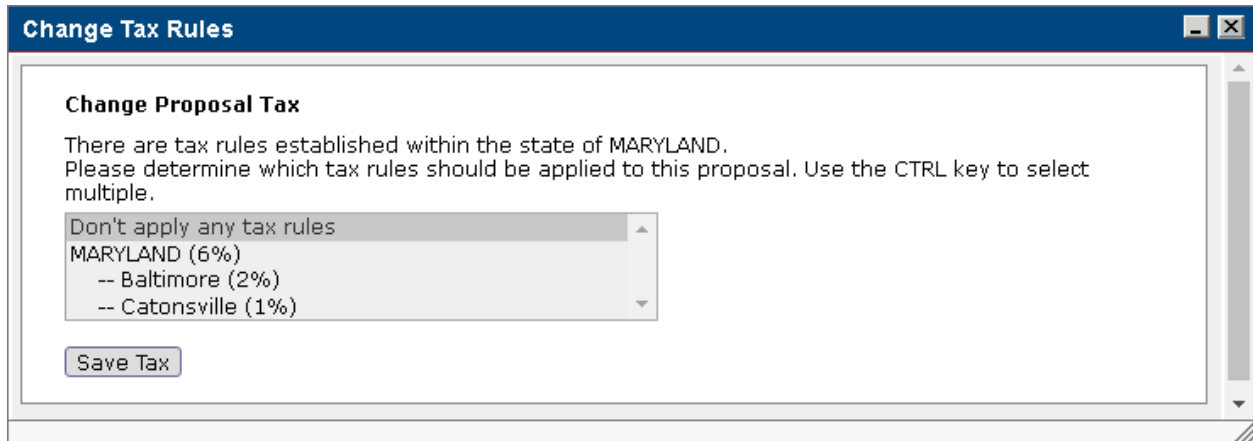 Change Tax Rules
Change Proposal Tax
There are tax rules established within the state of MARYLAND.
Please determine which tax rules should be applied to this proposal. Use the CTRL key to select
multiple.
Don't apply any tax rules
MARYLAND (6%)
-- Baltimore (2%)
-- Catonsville (1%)
Save Tax